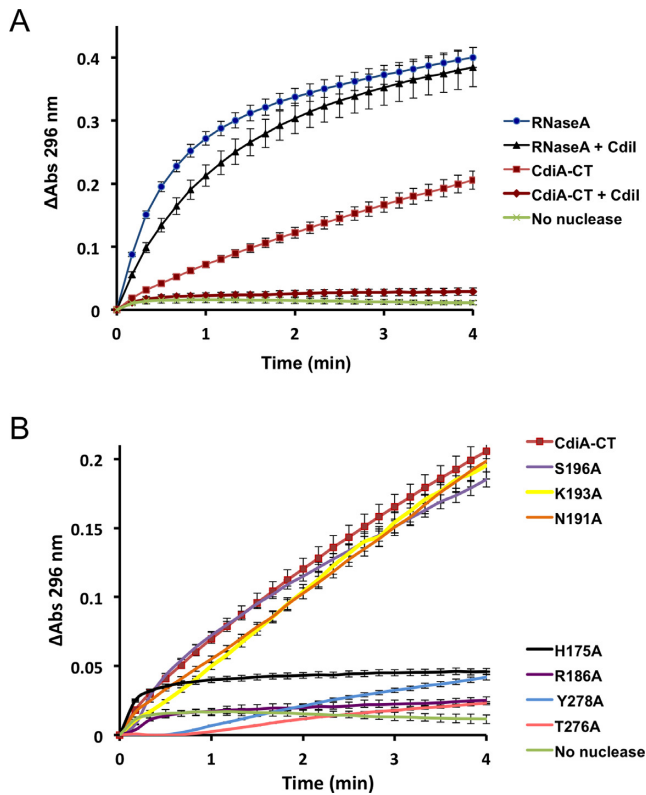 A
ΔAbs 296 nm
0.4
0.3
0.2
0.1
0
0
1
2
3
4
Time (min)
RNaseA
RNaseA + CdiI
CdiA-CT
CdiA-CT + CdiI
No nuclease
B
ΔAbs 296 nm
0.2
0.15
0.1
0.05
0
0
1
2
3
4
Time (min)
CdiA-CT
S196A
K193A
N191A
H175A
R186A
Y278A
T276A
No nuclease